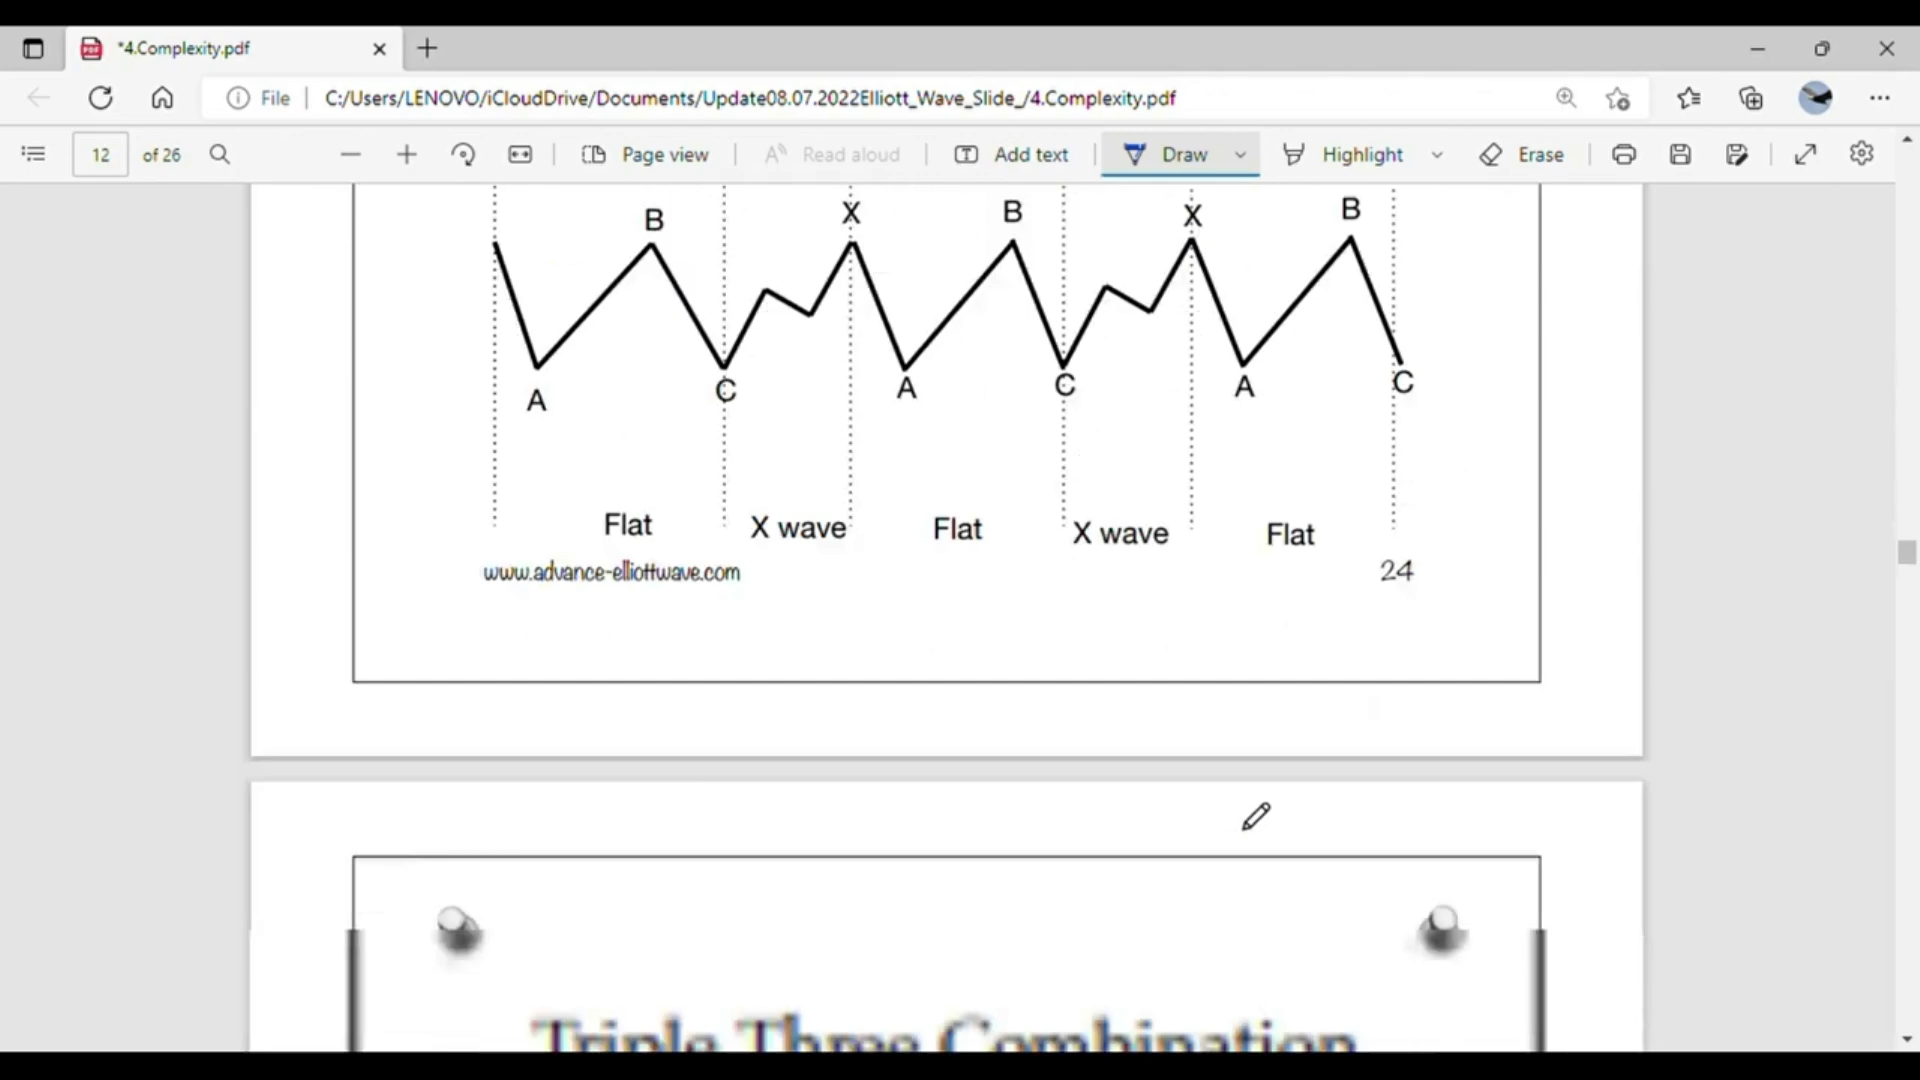 *4.Complexity.pdf
File C:/Users/LENOVO/iCloudDrive/Documents/Update08.07.2022Elliott_Wave_Slide_/4.Complexity.pdf
12 of 26 Page view Read aloud Add text Draw Highlight Erase
B X B X B
A C A C A C
Flat X wave Flat X wave Flat
www.advance-elliottwave.com 24
Triple Three Combination